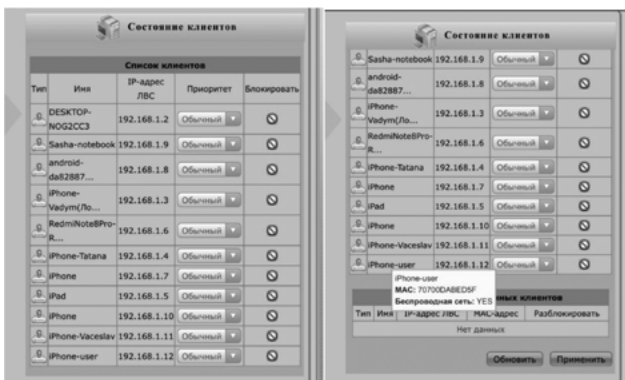 Состояние клиентов
Список клиентов
Тип Имя IP-адрес ЛВС Приоритет Блокировать
DESKTOP-NOG2CC3 192.168.1.2 Обычный
Sasha-notebook 192.168.1.9 Обычный
android-da82887... 192.168.1.8 Обычный
iPhone-Vadym(Ло... 192.168.1.3 Обычный
RedmiNote8Pro-R... 192.168.1.6 Обычный
iPhone-Tatana 192.168.1.4 Обычный
iPhone 192.168.1.7 Обычный
iPad 192.168.1.5 Обычный
iPhone 192.168.1.10 Обычный
iPhone-Vaceslav 192.168.1.11 Обычный
iPhone-user 192.168.1.12 Обычный
Состояние клиентов
Sasha-notebook 192.168.1.9 Обычный
android-da82887... 192.168.1.8 Обычный
iPhone-Vadym(Ло... 192.168.1.3 Обычный
RedmiNote8Pro-R... 192.168.1.6 Обычный
iPhone-Tatana 192.168.1.4 Обычный
iPhone 192.168.1.7 Обычный
iPad 192.168.1.5 Обычный
iPhone 192.168.1.10 Обычный
iPhone-Vaceslav 192.168.1.11 Обычный
iPhone-user 192.168.1.12 Обычный
iPhone-user
MAC: 70700DABED5F
Беспроводная сеть: YES
клиентов
Тип Имя IP-адрес ЛВС MAC-адрес Разблокировать
Нет данных
Обновить Применить